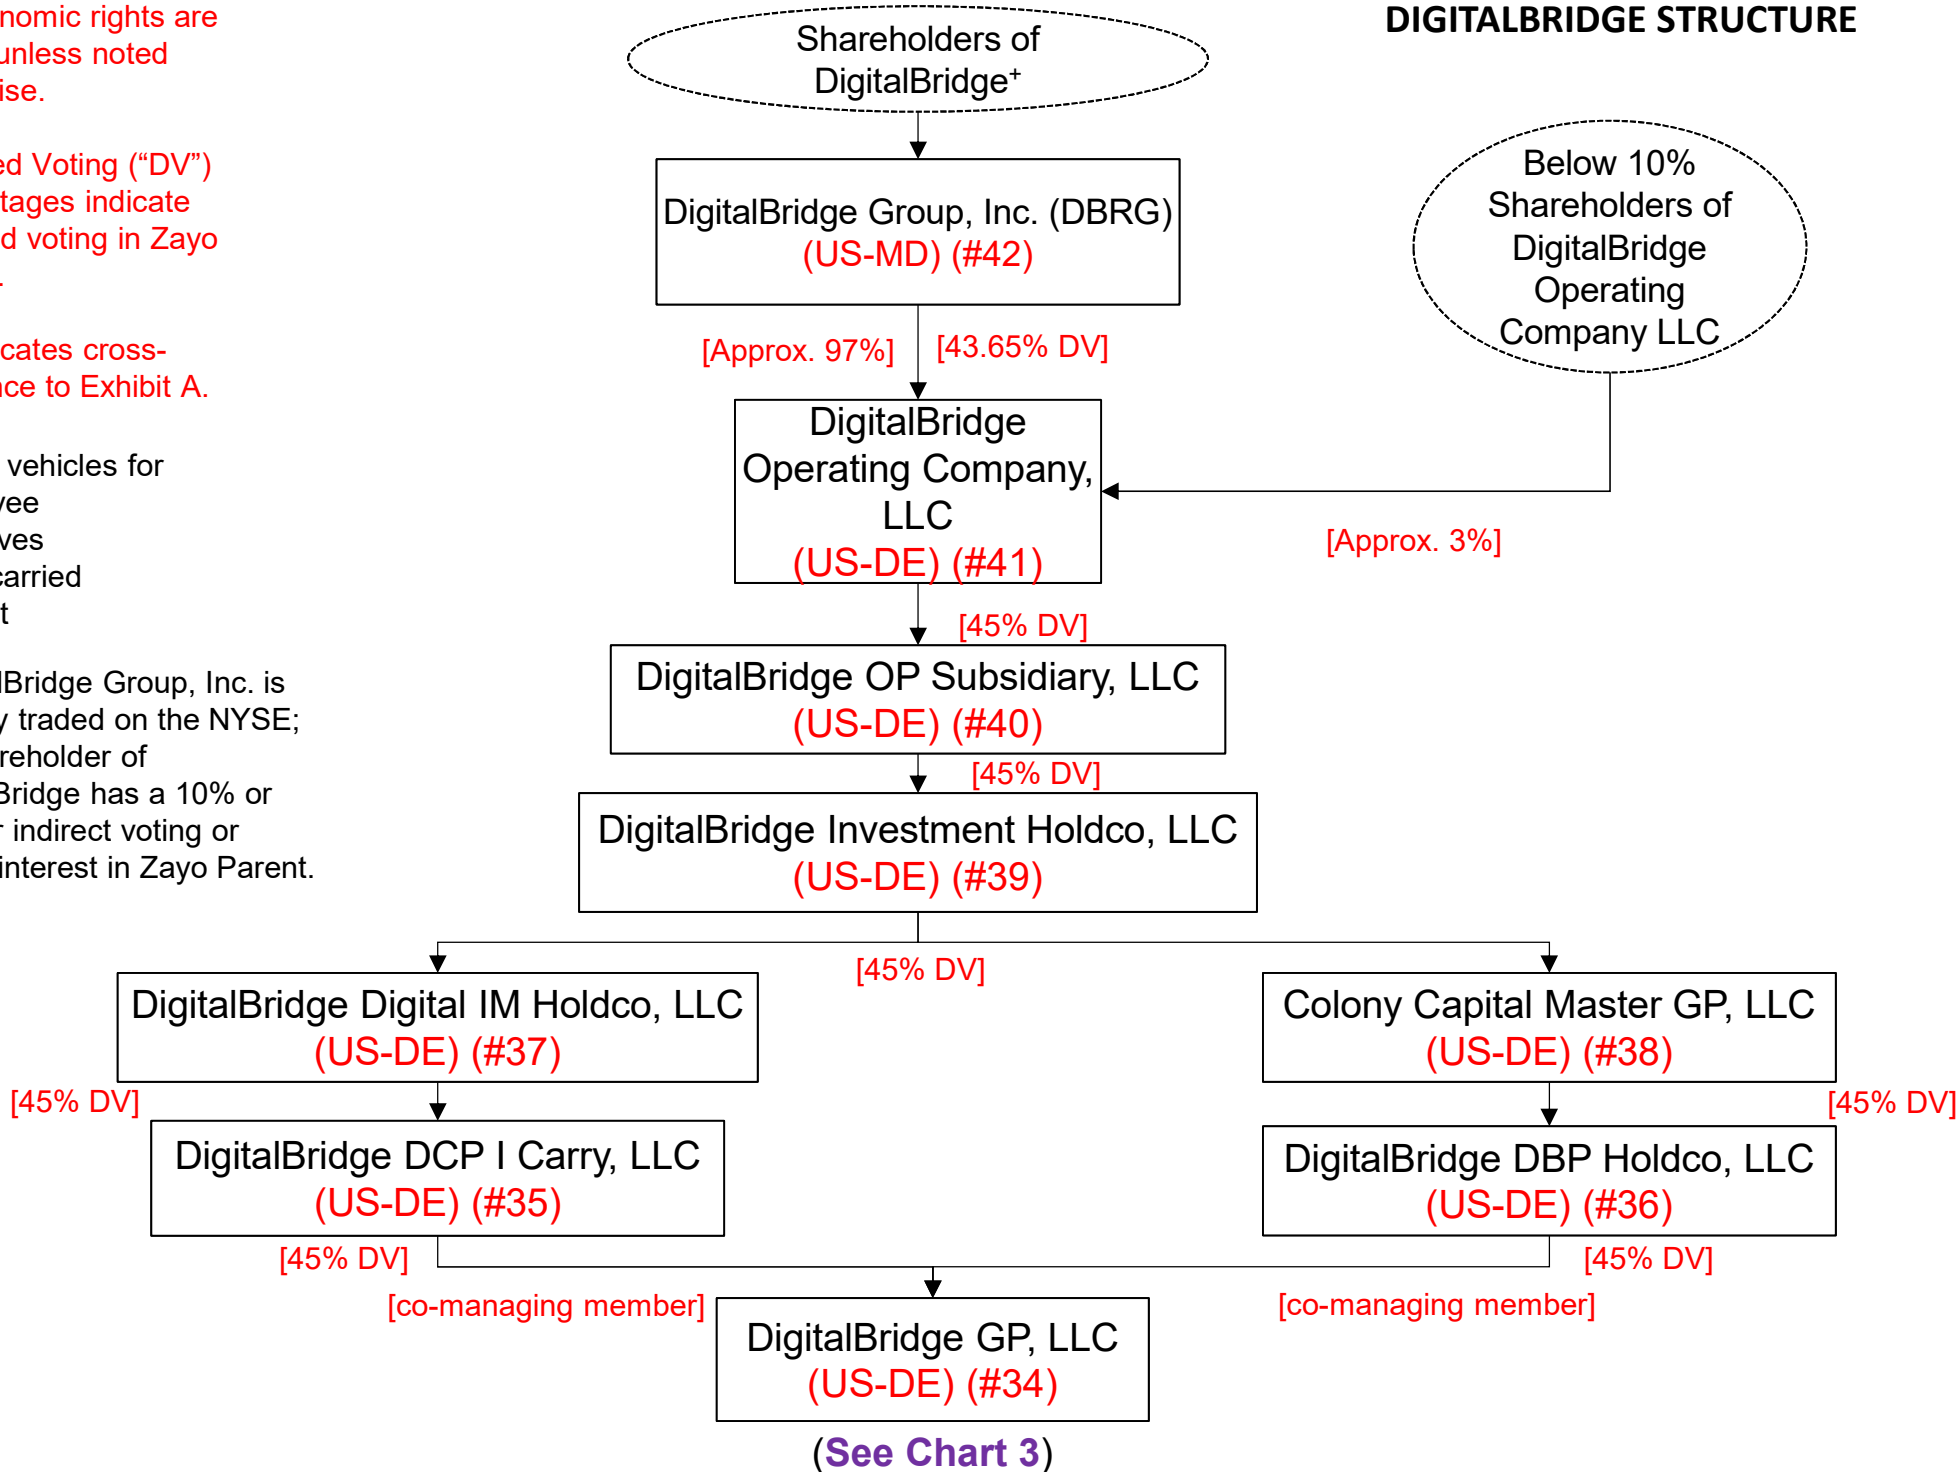 nomic rights are
unless noted
ise.
ed Voting (“DV”)
tages indicate
d voting in Zayo
.
cates cross-
nce to Exhibit A.
vehicles for
yee
ves
carried
t
lBridge Group, Inc. is
y traded on the NYSE;
reholder of
Bridge has a 10% or
r indirect voting or
interest in Zayo Parent.
DIGITALBRIDGE STRUCTURE
Shareholders of
DigitalBridge⁺
Below 10%
Shareholders of
DigitalBridge
Operating
Company LLC
DigitalBridge Group, Inc. (DBRG)
(US-MD) (#42)
[Approx. 97%] [43.65% DV]
DigitalBridge
Operating Company,
LLC
(US-DE) (#41)
[Approx. 3%]
[45% DV]
DigitalBridge OP Subsidiary, LLC
(US-DE) (#40)
[45% DV]
DigitalBridge Investment Holdco, LLC
(US-DE) (#39)
[45% DV]
DigitalBridge Digital IM Holdco, LLC
(US-DE) (#37)
Colony Capital Master GP, LLC
(US-DE) (#38)
[45% DV]
[45% DV]
DigitalBridge DCP I Carry, LLC
(US-DE) (#35)
DigitalBridge DBP Holdco, LLC
(US-DE) (#36)
[45% DV]
[45% DV]
[co-managing member]
[co-managing member]
DigitalBridge GP, LLC
(US-DE) (#34)
(See Chart 3)